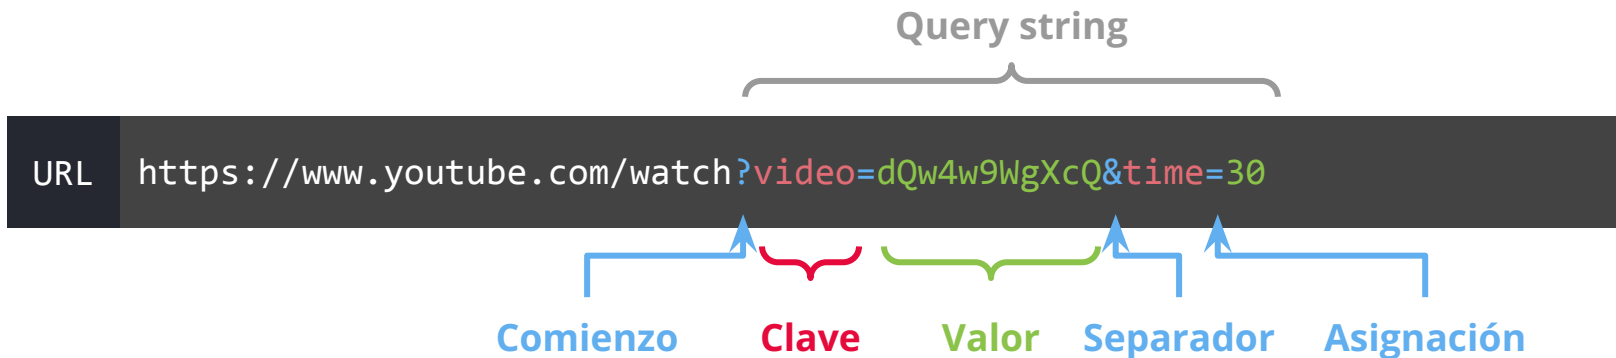 Query string
URL https://www.youtube.com/watch?video=dQw4w9WgXcQ&time=30
Comienzo Clave Valor Separador Asignación